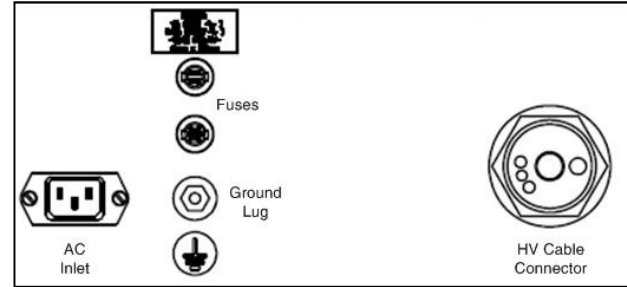 Fuses
Ground
Lug
AC
Inlet
HV Cable
Connector